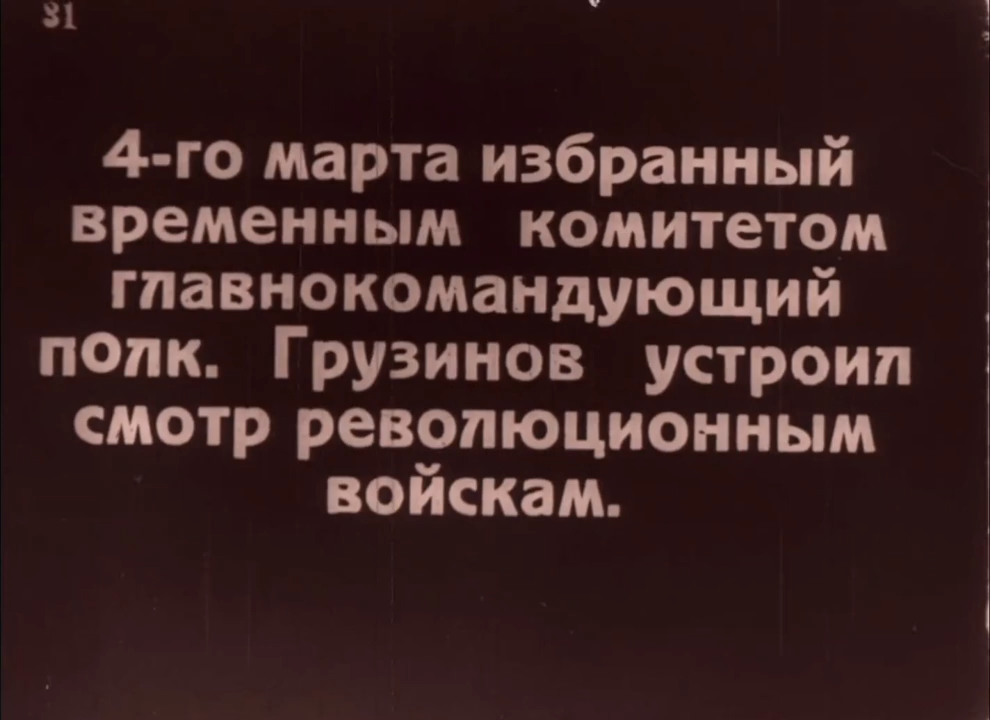 31
4-го марта избранный
временным комитетом
главнокомандующий
полк. Грузинов устроил
смотр революционным
войскам.